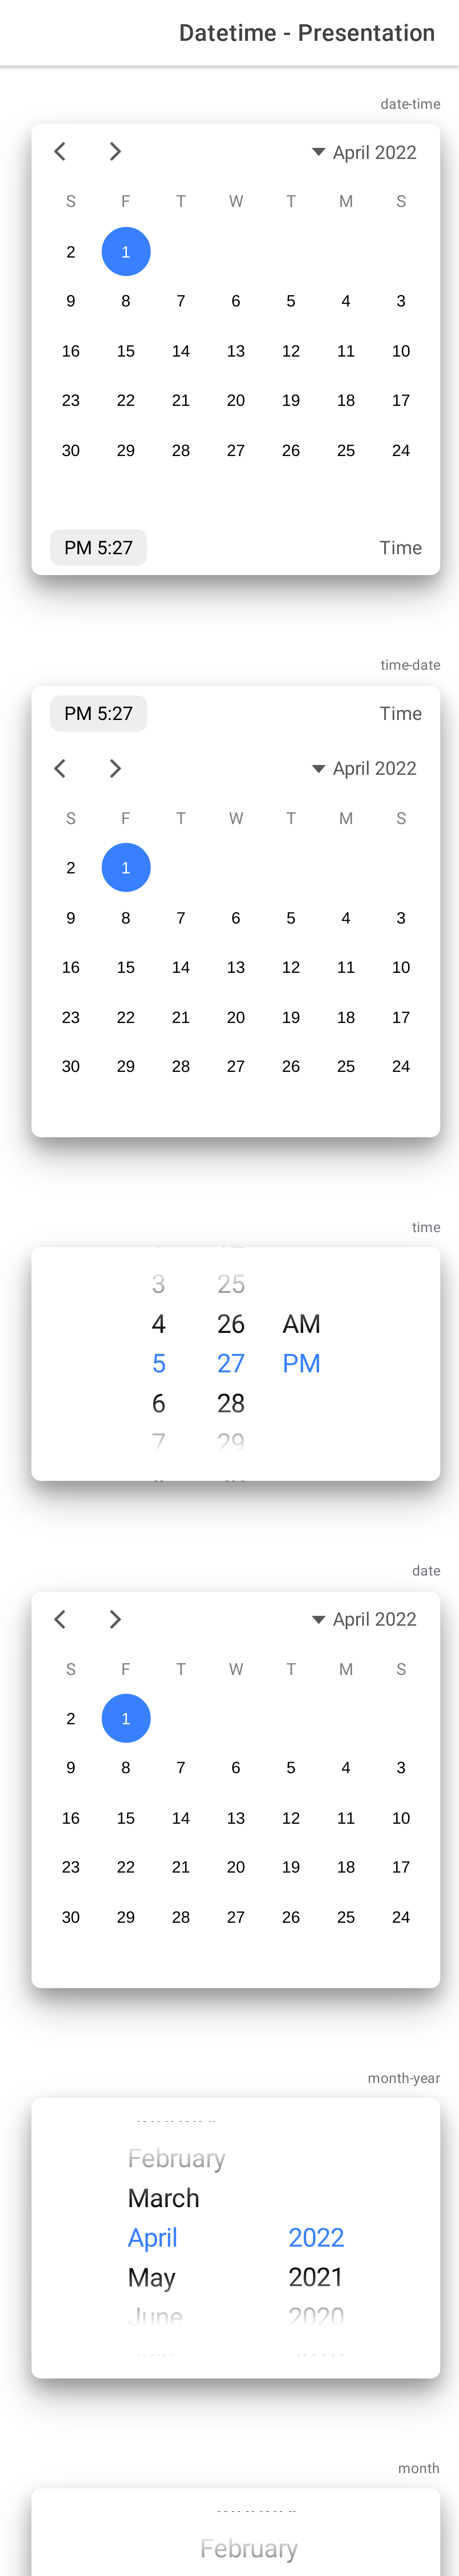 Datetime - Presentation
date-time
April 2022
S F T W T M S
2 1
9 8 7 6 5 4 3
16 15 14 13 12 11 10
23 22 21 20 19 18 17
30 29 28 27 26 25 24
PM 5:27 Time
time-date
PM 5:27 Time
April 2022
S F T W T M S
2 1
9 8 7 6 5 4 3
16 15 14 13 12 11 10
23 22 21 20 19 18 17
30 29 28 27 26 25 24
time
3 25
4 26 AM
5 27 PM
6 28
7 29
date
April 2022
S F T W T M S
2 1
9 8 7 6 5 4 3
16 15 14 13 12 11 10
23 22 21 20 19 18 17
30 29 28 27 26 25 24
month-year
February
March
April 2022
May 2021
June 2020
month
February